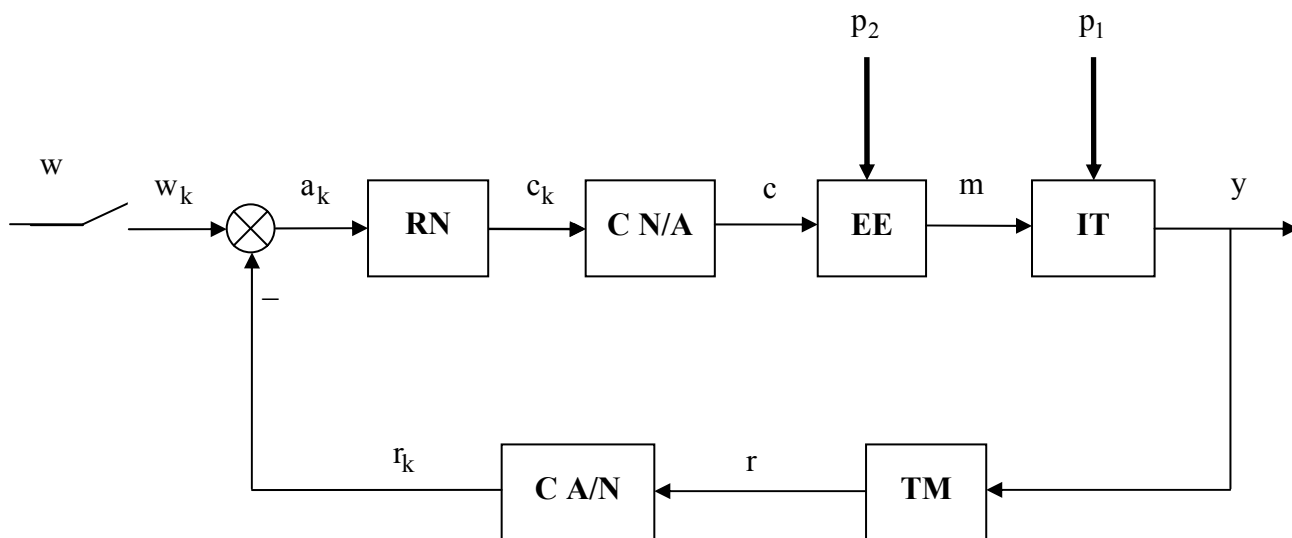 p2 p1
w wk ak RN ck C N/A c EE m IT y
–
rk C A/N r TM